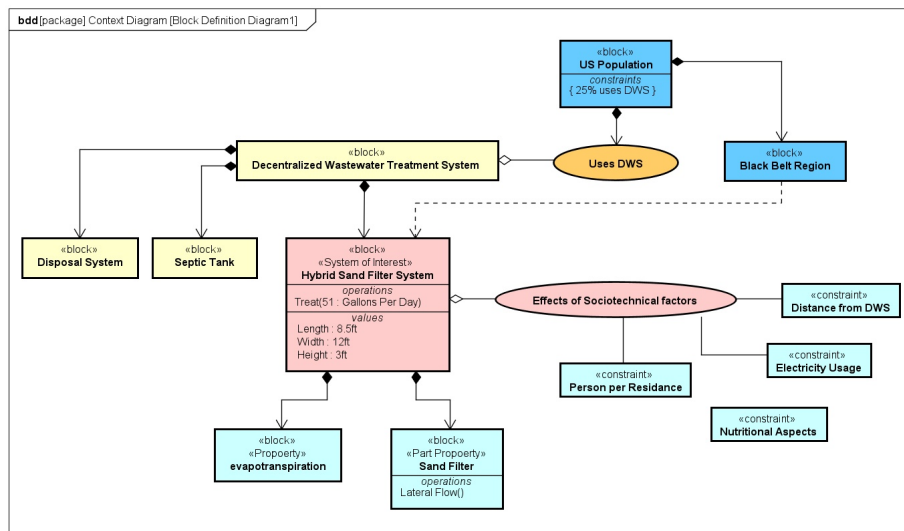 bdd [package] Context Diagram [Block Definition Diagram1]
«block»
US Population
constraints
{ 25% uses DWS }
«block»
Decentralized Wastewater Treatment System
Uses DWS
«block»
Black Belt Region
«block»
Disposal System
«block»
Septic Tank
«block»
«System of Interest»
Hybrid Sand Filter System
operations
Treat(51 : Gallons Per Day)
values
Length : 8.5ft
Width : 12ft
Height : 3ft
Effects of Sociotechnical factors
«constraint»
Distance from DWS
«constraint»
Electricity Usage
«constraint»
Person per Residance
«constraint»
Nutritional Aspects
«block»
«Propoerty»
evapotranspiration
«block»
«Part Propoerty»
Sand Filter
operations
Lateral Flow()